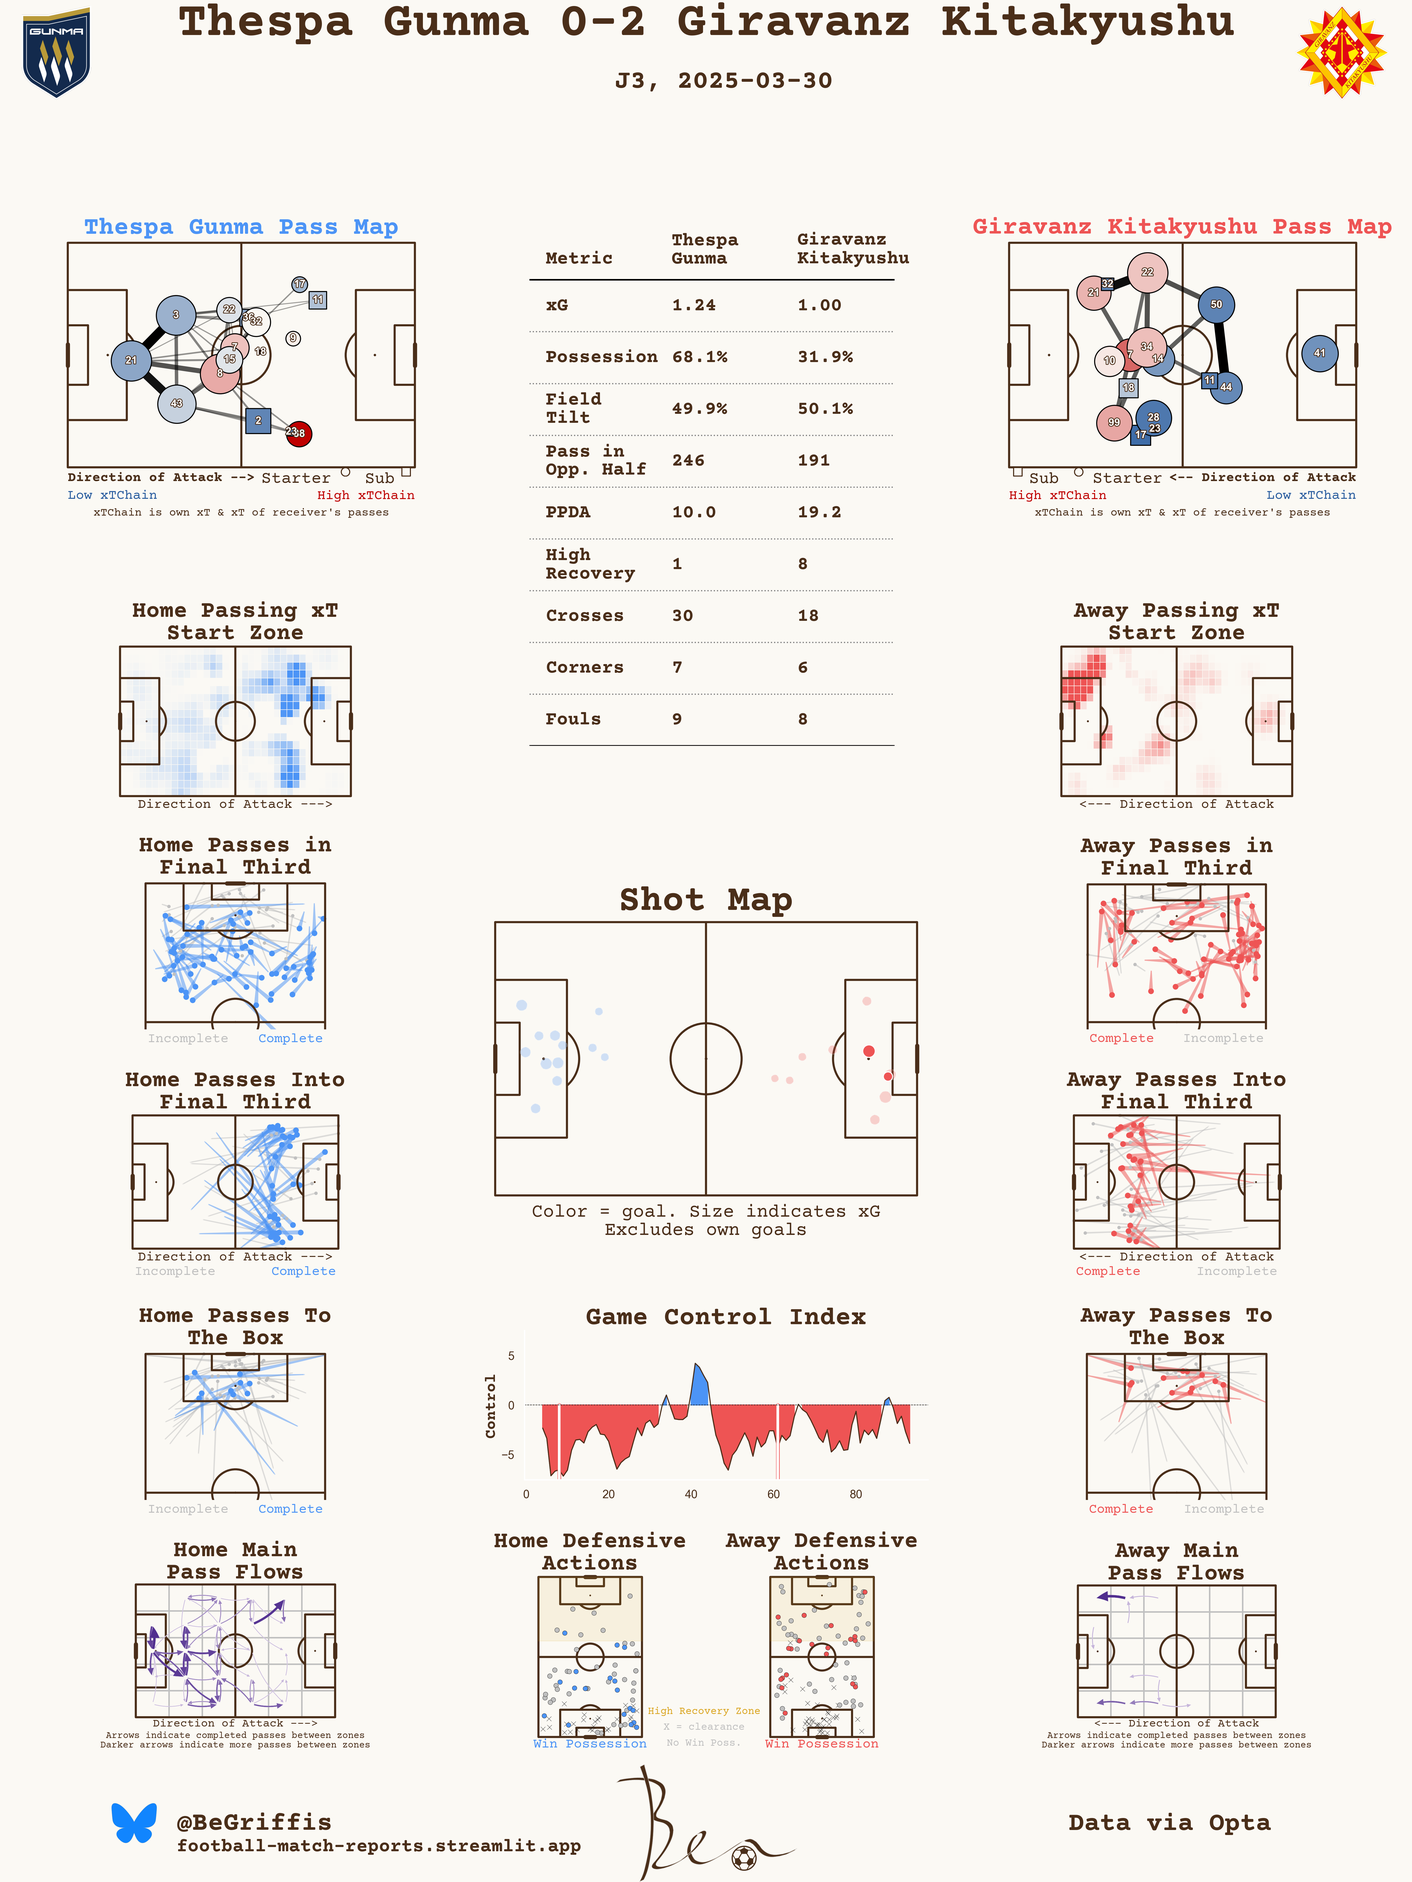 Thespa Gunma 0-2 Giravanz Kitakyushu
J3, 2025-03-30
GUNMA
GIRAVANZ
KITAKYUSHU
Thespa Gunma Pass Map
17
11
22
36
32
3
9
7
18
15
21
8
43
2
23
38
Direction of Attack --> Starter Sub
Low xTChain High xTChain
xTChain is own xT & xT of receiver's passes
Metric Thespa Gunma Giravanz Kitakyushu
xG 1.24 1.00
Possession 68.1% 31.9%
Field Tilt 49.9% 50.1%
Pass in Opp. Half 246 191
PPDA 10.0 19.2
High Recovery 1 8
Crosses 30 18
Corners 7 6
Fouls 9 8
Giravanz Kitakyushu Pass Map
22
32
21
50
34
7
10
14
41
18
11
44
99
28
23
17
Sub Starter <-- Direction of Attack
High xTChain Low xTChain
xTChain is own xT & xT of receiver's passes
Home Passing xT
Start Zone
Direction of Attack --->
Away Passing xT
Start Zone
<--- Direction of Attack
Home Passes in
Final Third
Incomplete Complete
Away Passes in
Final Third
Complete Incomplete
Shot Map
Color = goal. Size indicates xG
Excludes own goals
Home Passes Into
Final Third
Direction of Attack --->
Incomplete Complete
Away Passes Into
Final Third
<--- Direction of Attack
Complete Incomplete
Home Passes To
The Box
Incomplete Complete
Game Control Index
Control
5
0
−5
0 20 40 60 80
Away Passes To
The Box
Complete Incomplete
Home Main
Pass Flows
Direction of Attack --->
Arrows indicate completed passes between zones
Darker arrows indicate more passes between zones
Home Defensive
Actions
Win Possession
High Recovery Zone
X = clearance
No Win Poss.
Away Defensive
Actions
Win Possession
Away Main
Pass Flows
<--- Direction of Attack
Arrows indicate completed passes between zones
Darker arrows indicate more passes between zones
@BeGriffis
football-match-reports.streamlit.app
Ben
Data via Opta